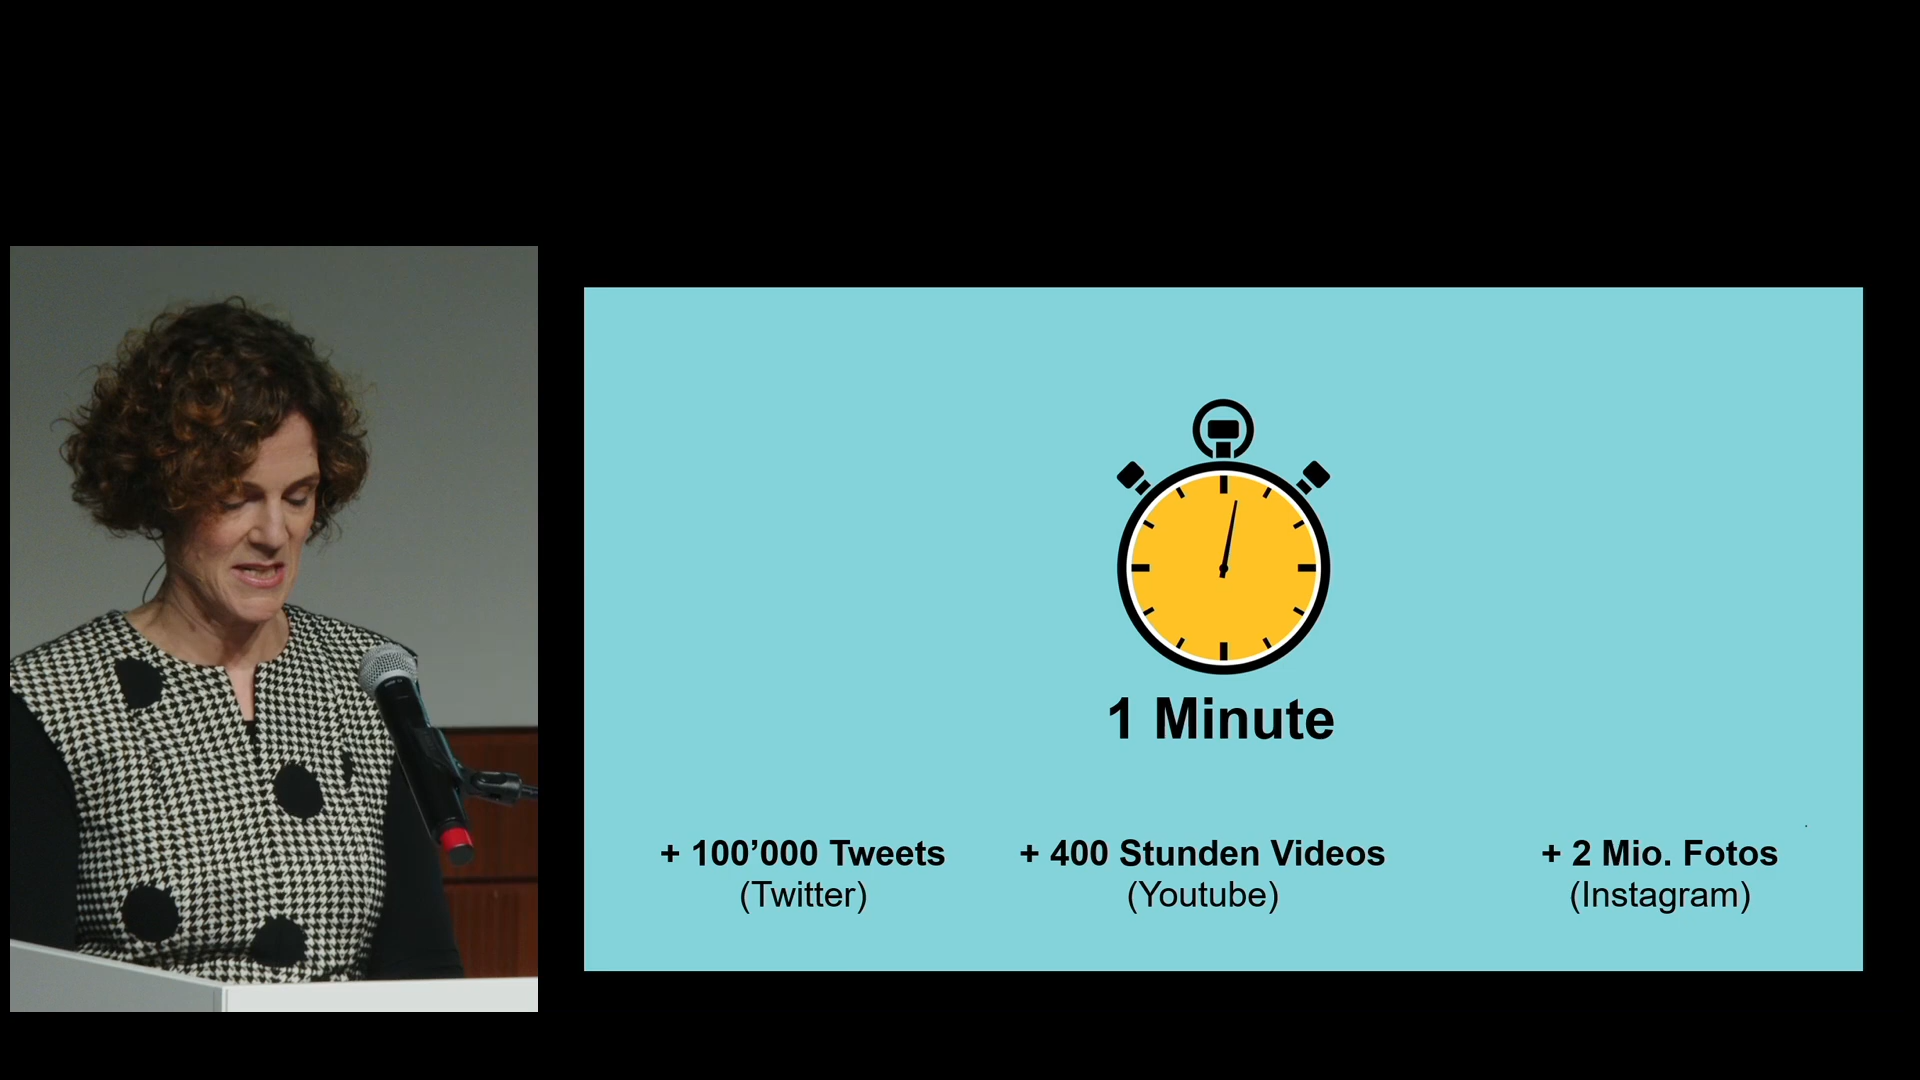 1 Minute
+ 100’000 Tweets
(Twitter)
+ 400 Stunden Videos
(Youtube)
+ 2 Mio. Fotos
(Instagram)